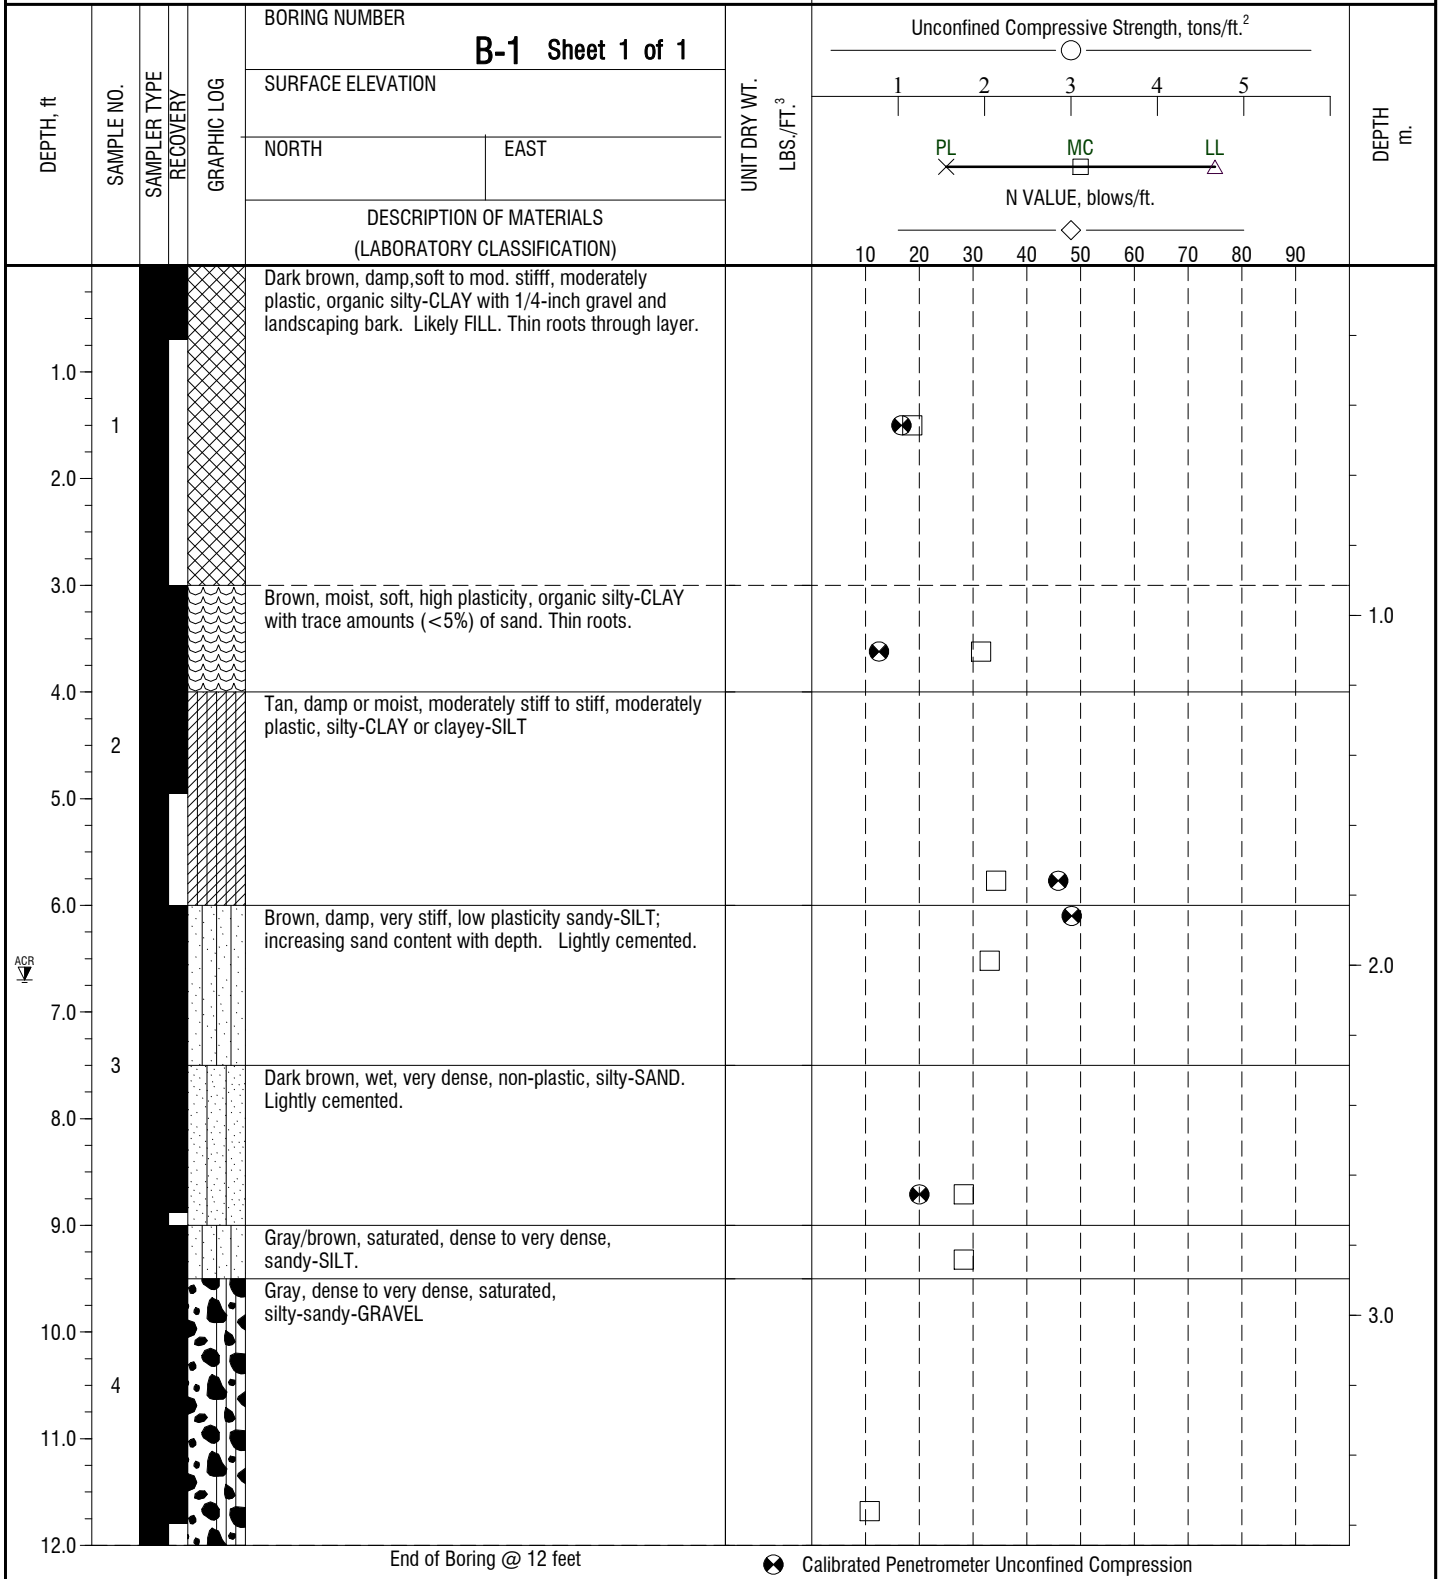 BORING NUMBER
B-1 Sheet 1 of 1
SURFACE ELEVATION
NORTH
EAST
DESCRIPTION OF MATERIALS
(LABORATORY CLASSIFICATION)
DEPTH, ft
SAMPLE NO.
SAMPLER TYPE
RECOVERY
GRAPHIC LOG
UNIT DRY WT.
LBS./FT.³
Unconfined Compressive Strength, tons/ft.²
1 2 3 4 5
PL MC LL
N VALUE, blows/ft.
10 20 30 40 50 60 70 80 90
DEPTH
m.
Dark brown, damp,soft to mod. stifff, moderately
plastic, organic silty-CLAY with 1/4-inch gravel and
landscaping bark. Likely FILL. Thin roots through layer.
1.0
1
2.0
3.0
Brown, moist, soft, high plasticity, organic silty-CLAY
with trace amounts (<5%) of sand. Thin roots.
1.0
4.0
Tan, damp or moist, moderately stiff to stiff, moderately
plastic, silty-CLAY or clayey-SILT
2
5.0
6.0
Brown, damp, very stiff, low plasticity sandy-SILT;
increasing sand content with depth. Lightly cemented.
ACR
2.0
7.0
3
Dark brown, wet, very dense, non-plastic, silty-SAND.
Lightly cemented.
8.0
9.0
Gray/brown, saturated, dense to very dense,
sandy-SILT.
Gray, dense to very dense, saturated,
silty-sandy-GRAVEL
3.0
10.0
4
11.0
12.0
End of Boring @ 12 feet
Calibrated Penetrometer Unconfined Compression